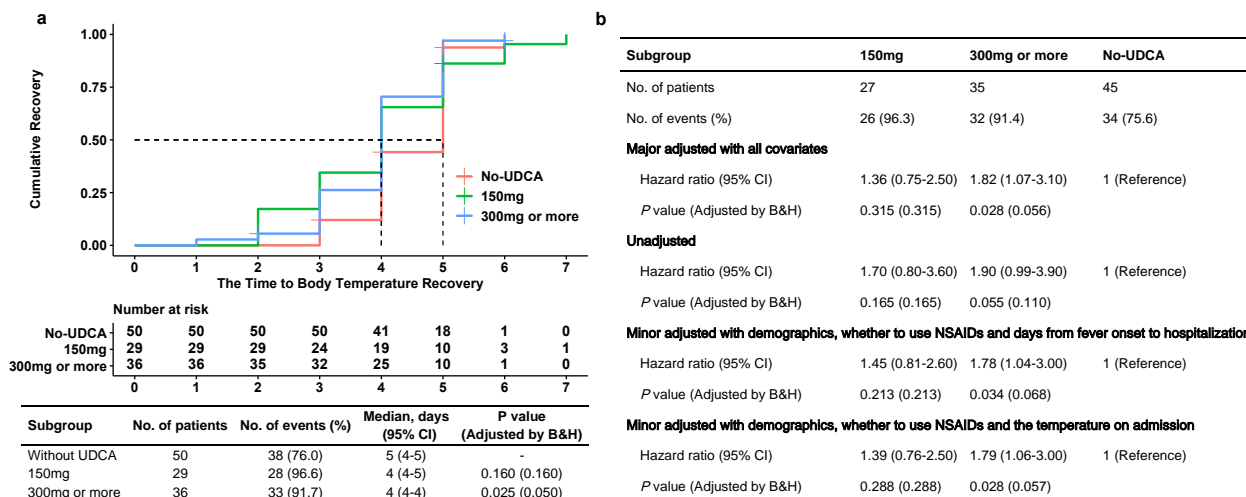 a
1.00
0.75
0.50
0.25
0.00
Cumulative Recovery
No-UDCA
150mg
300mg or more
0 1 2 3 4 5 6 7
The Time to Body Temperature Recovery
Number at risk
No-UDCA 50 50 50 50 41 18 1 0
150mg 29 29 29 24 19 10 3 1
300mg or more 36 36 35 32 25 10 1 0
0 1 2 3 4 5 6 7
Subgroup No. of patients No. of events (%) Median, days (95% CI) P value (Adjusted by B&H)
Without UDCA 50 38 (76.0) 5 (4-5) -
150mg 29 28 (96.6) 4 (4-5) 0.160 (0.160)
300mg or more 36 33 (91.7) 4 (4-4) 0.025 (0.050)
b
Subgroup 150mg 300mg or more No-UDCA
No. of patients 27 35 45
No. of events (%) 26 (96.3) 32 (91.4) 34 (75.6)
Major adjusted with all covariates
Hazard ratio (95% CI) 1.36 (0.75-2.50) 1.82 (1.07-3.10) 1 (Reference)
P value (Adjusted by B&H) 0.315 (0.315) 0.028 (0.056)
Unadjusted
Hazard ratio (95% CI) 1.70 (0.80-3.60) 1.90 (0.99-3.90) 1 (Reference)
P value (Adjusted by B&H) 0.165 (0.165) 0.055 (0.110)
Minor adjusted with demographics, whether to use NSAIDs and days from fever onset to hospitalization
Hazard ratio (95% CI) 1.45 (0.81-2.60) 1.78 (1.04-3.00) 1 (Reference)
P value (Adjusted by B&H) 0.213 (0.213) 0.034 (0.068)
Minor adjusted with demographics, whether to use NSAIDs and the temperature on admission
Hazard ratio (95% CI) 1.39 (0.76-2.50) 1.79 (1.06-3.00) 1 (Reference)
P value (Adjusted by B&H) 0.288 (0.288) 0.028 (0.057)